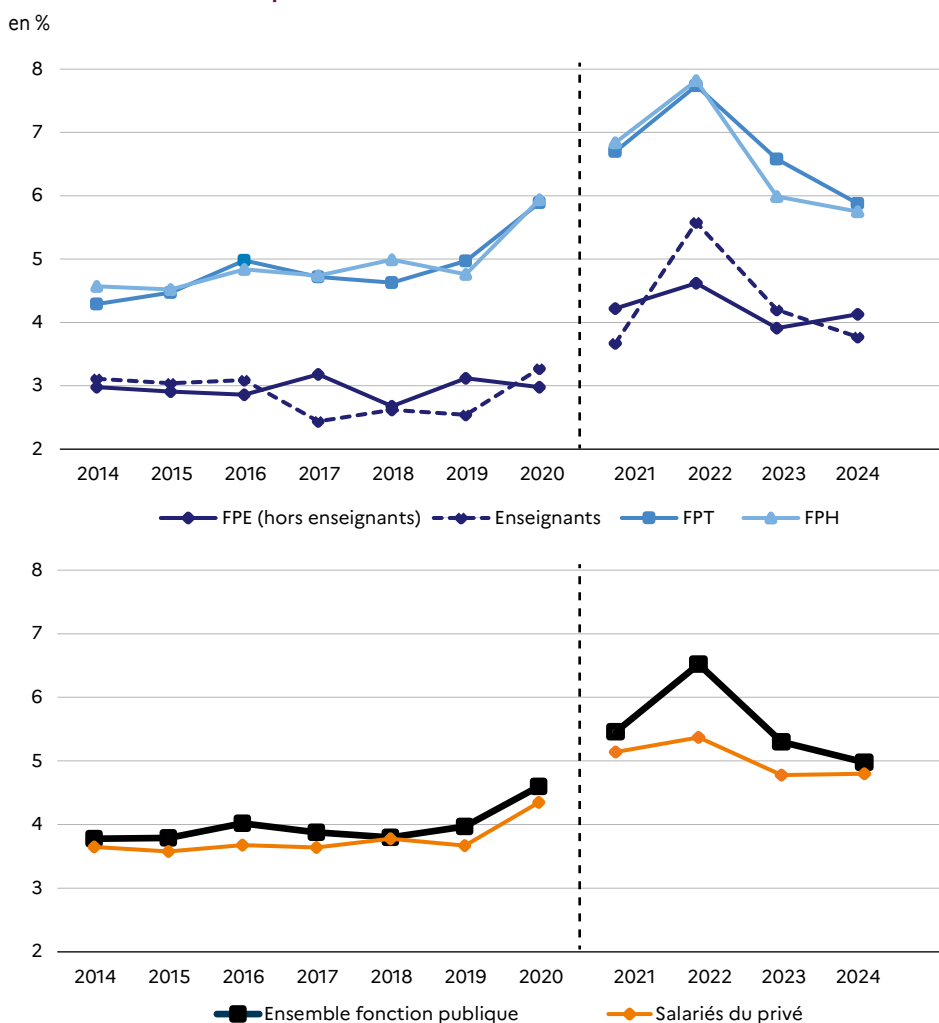 en %
8
7
6
5
4
3
2
2014 2015 2016 2017 2018 2019 2020 2021 2022 2023 2024
FPE (hors enseignants) Enseignants FPT FPH
8
7
6
5
4
3
2
2014 2015 2016 2017 2018 2019 2020 2021 2022 2023 2024
Ensemble fonction publique Salariés du privé